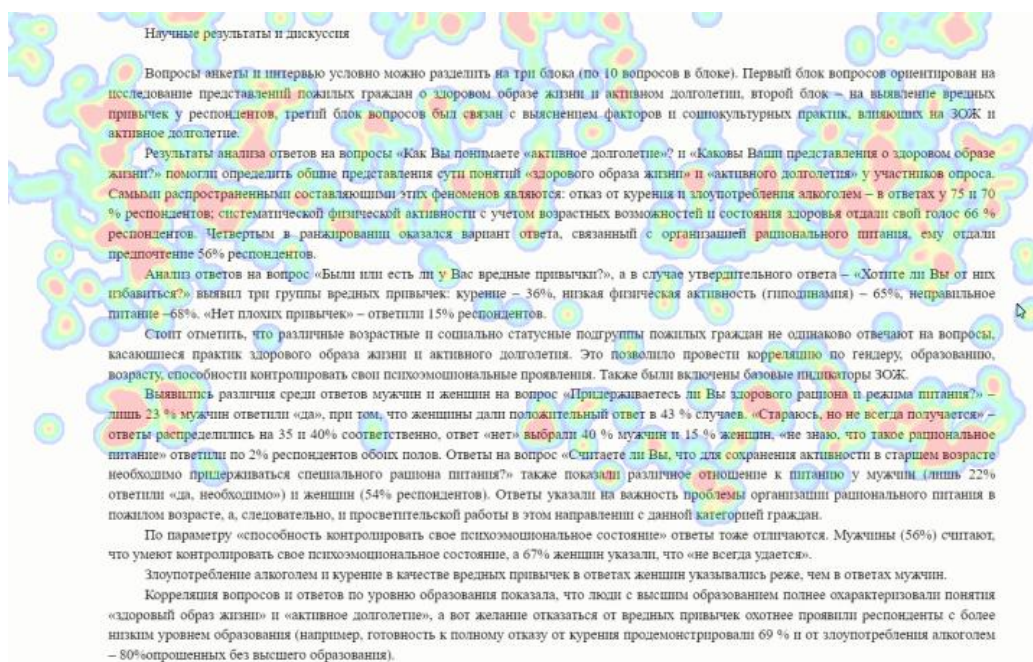 Научные результаты и дискуссия
Вопросы анкеты и интервью условно можно разделить на три блока (по 10 вопросов в блоке). Первый блок вопросов ориентирован на
исследование представлений пожилых граждан о здоровом образе жизни и активном долголетии, второй блок – на выявление вредных
привычек у респондентов, третий блок вопросов был связан с выяснением факторов и социокультурных практик, влияющих на ЗОЖ и
активное долголетие.
Результаты анализа ответов на вопросы «Как Вы понимаете «активное долголетие»? и «Каковы Ваши представления о здоровом образе
жизни?» помогли определить общие представления сути понятий «здорового образа жизни» и «активного долголетия» у участников опроса.
Самыми распространенными составляющими этих феноменов являются: отказ от курения и злоупотребления алкоголем – в ответах у 75 и 70
% респондентов; систематической физической активности с учетом возрастных возможностей и состояния здоровья отдали свой голос 66 %
респондентов. Четвертым в ранжировании оказался вариант ответа, связанный с организацией рационального питания, ему отдали
предпочтение 56% респондентов.
Анализ ответов на вопрос «Были или есть ли у Вас вредные привычки?», а в случае утвердительного ответа – «Хотите ли Вы от них
избавиться?» выявил три группы вредных привычек: курение – 36%, низкая физическая активность (гиподинамия) – 65%, неправильное
питание –68%. «Нет плохих привычек» – ответили 15% респондентов.
Стоит отметить, что различные возрастные и социально статусные подгруппы пожилых граждан не одинаково отвечают на вопросы,
касающиеся практик здорового образа жизни и активного долголетия. Это позволило провести корреляцию по гендеру, образованию,
возрасту, способности контролировать свои психоэмоциональные проявления. Также были включены базовые индикаторы ЗОЖ.
Выявились различия среди ответов мужчин и женщин на вопрос «Придерживаетесь ли Вы здорового рациона и режима питания?» –
лишь 23 % мужчин ответили «да», при том, что женщины дали положительный ответ в 43 % случаев. «Стараюсь, но не всегда получается» –
ответы распределились на 35 и 40% соответственно, ответ «нет» выбрали 40 % мужчин и 15 % женщин, «не знаю, что такое рациональное
питание» ответили по 2% респондентов обоих полов. Ответы на вопрос «Считаете ли Вы, что для сохранения активности в старшем возрасте
необходимо придерживаться специального рациона питания?» также показали различное отношение к питанию у мужчин (лишь 22%
ответили «да, необходимо») и женщин (54% респондентов). Ответы указали на важность проблемы организации рационального питания в
пожилом возрасте, а, следовательно, и просветительской работы в этом направлении с данной категорией граждан.
По параметру «способность контролировать свое психоэмоциональное состояние» ответы тоже отличаются. Мужчины (56%) считают,
что умеют контролировать свое психоэмоциональное состояние, а 67% женщин указали, что «не всегда удается».
Злоупотребление алкоголем и курение в качестве вредных привычек в ответах женщин указывались реже, чем в ответах мужчин.
Корреляция вопросов и ответов по уровню образования показала, что люди с высшим образованием полнее охарактеризовали понятия
«здоровый образ жизни» и «активное долголетие», а вот желание отказаться от вредных привычек охотнее проявили респонденты с более
низким уровнем образования (например, готовность к полному отказу от курения продемонстрировали 69 % и от злоупотребления алкоголем
– 80%опрошенных без высшего образования).